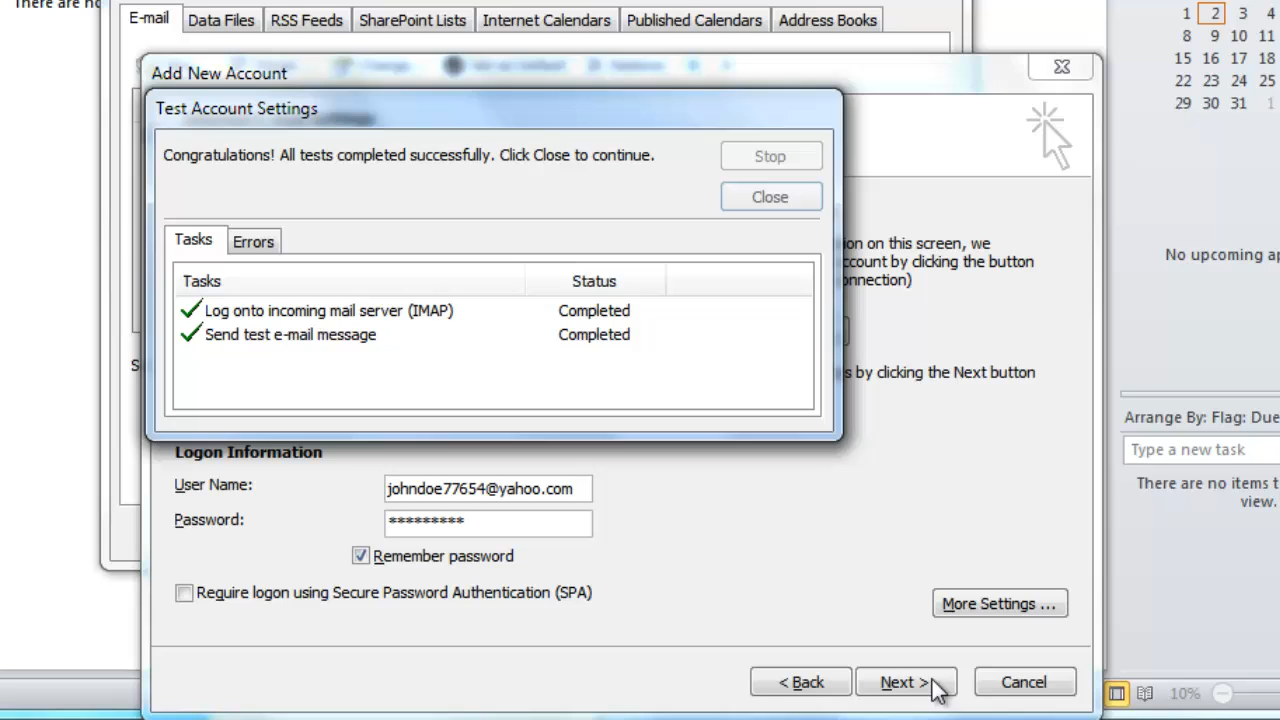 There are no
E-mail
Data Files
RSS Feeds
SharePoint Lists
Internet Calendars
Published Calendars
Address Books
1 2 3 4
8 9 10 11
15 16 17 18
22 23 24 25
29 30 31 1
Add New Account
Test Account Settings
Congratulations! All tests completed successfully. Click Close to continue.
Stop
Close
Tasks
Errors
Tasks Status
Log onto incoming mail server (IMAP) Completed
Send test e-mail message Completed
on this screen, we
by clicking the button
No upcoming
by clicking the Next button
Arrange By: Flag: Due
Type a new task
There are no items
view.
Logon Information
User Name:
johndoe77654@yahoo.com
Password:
*********
Remember password
Require logon using Secure Password Authentication (SPA)
More Settings ...
< Back
Next >
Cancel
10%